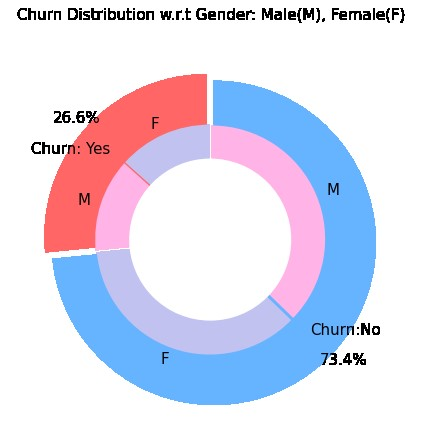 Churn Distribution w.r.t Gender: Male(M), Female(F)
26.6%
Churn: Yes
F
M
M
Churn:No
73.4%
F